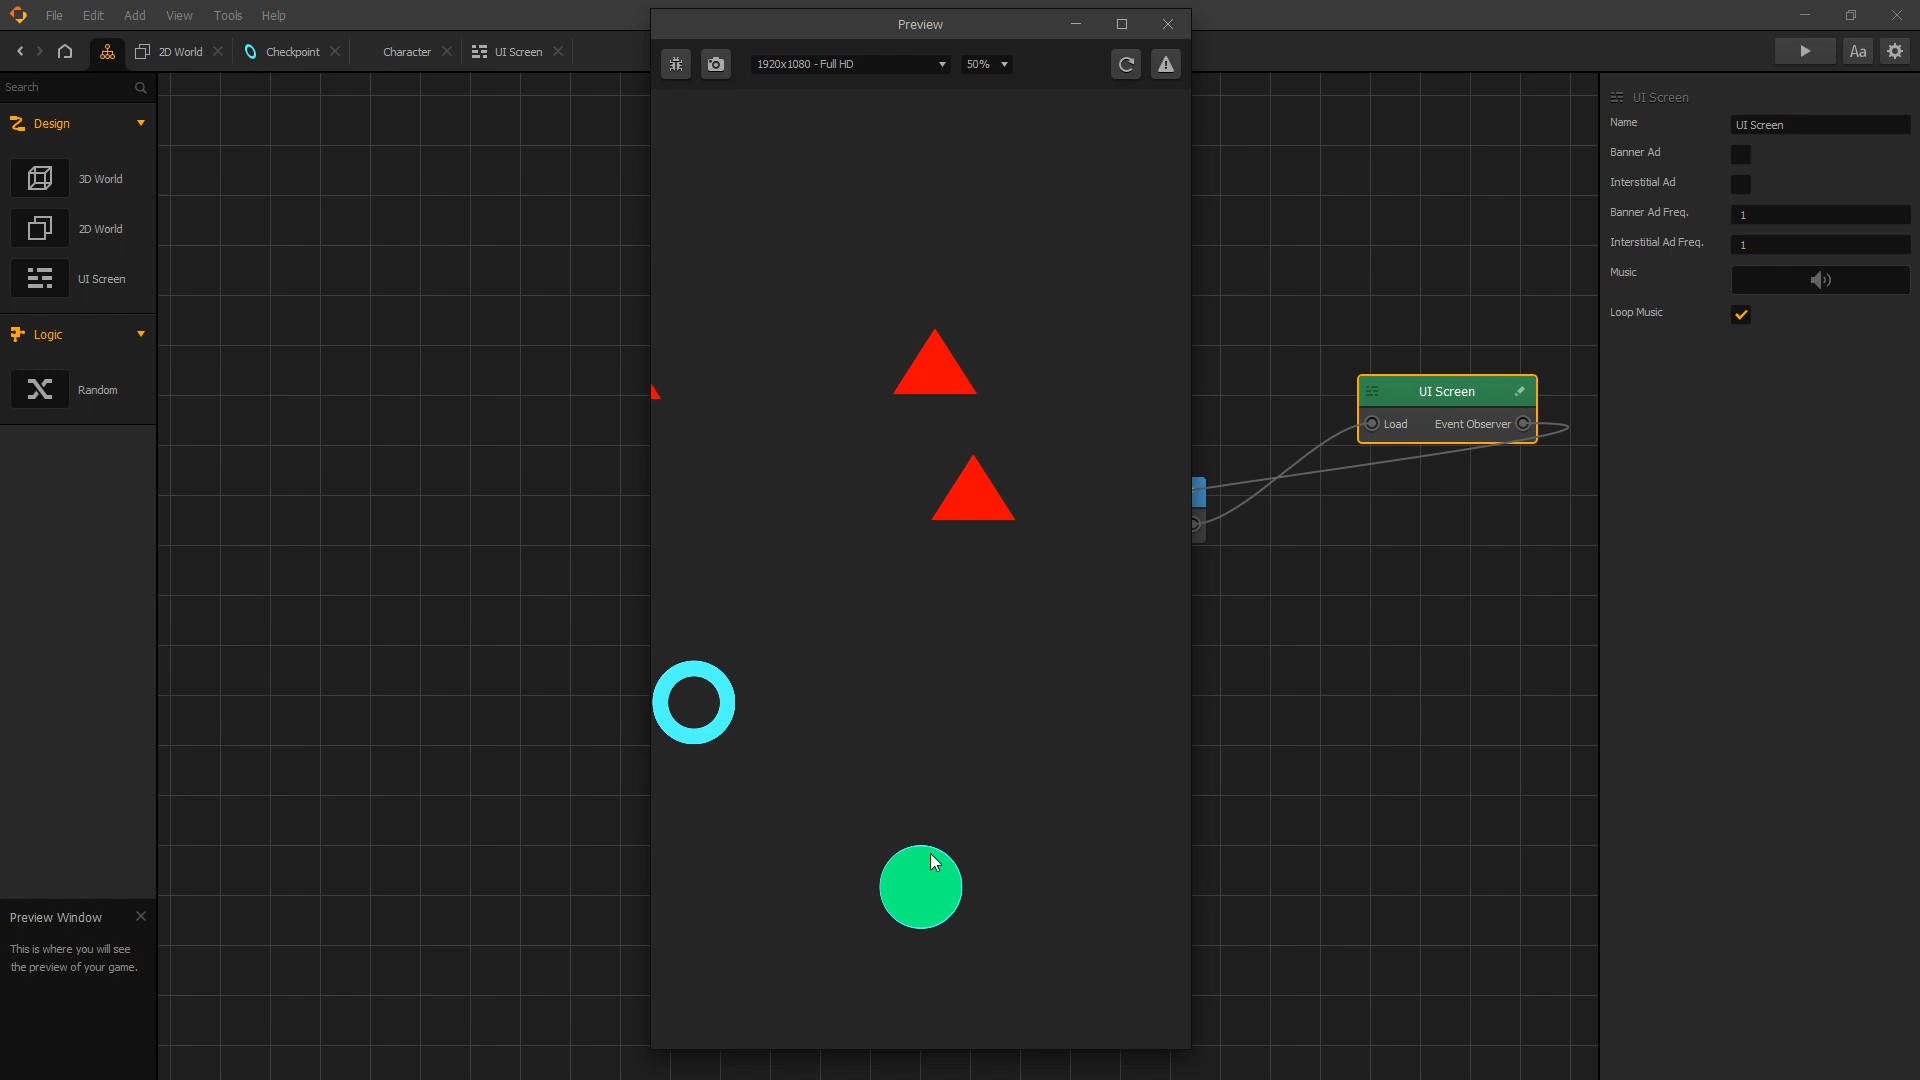 File Edit Add View Tools Help
Preview
2D World
Checkpoint
Character
UI Screen
1920x1080 - Full HD
50%
Aa
Search
Design
3D World
2D World
UI Screen
Logic
Random
UI Screen
Load Event Observer
UI Screen
Name UI Screen
Banner Ad
Interstitial Ad
Banner Ad Freq. 1
Interstitial Ad Freq. 1
Music
Loop Music
Preview Window
This is where you will see
the preview of your game.